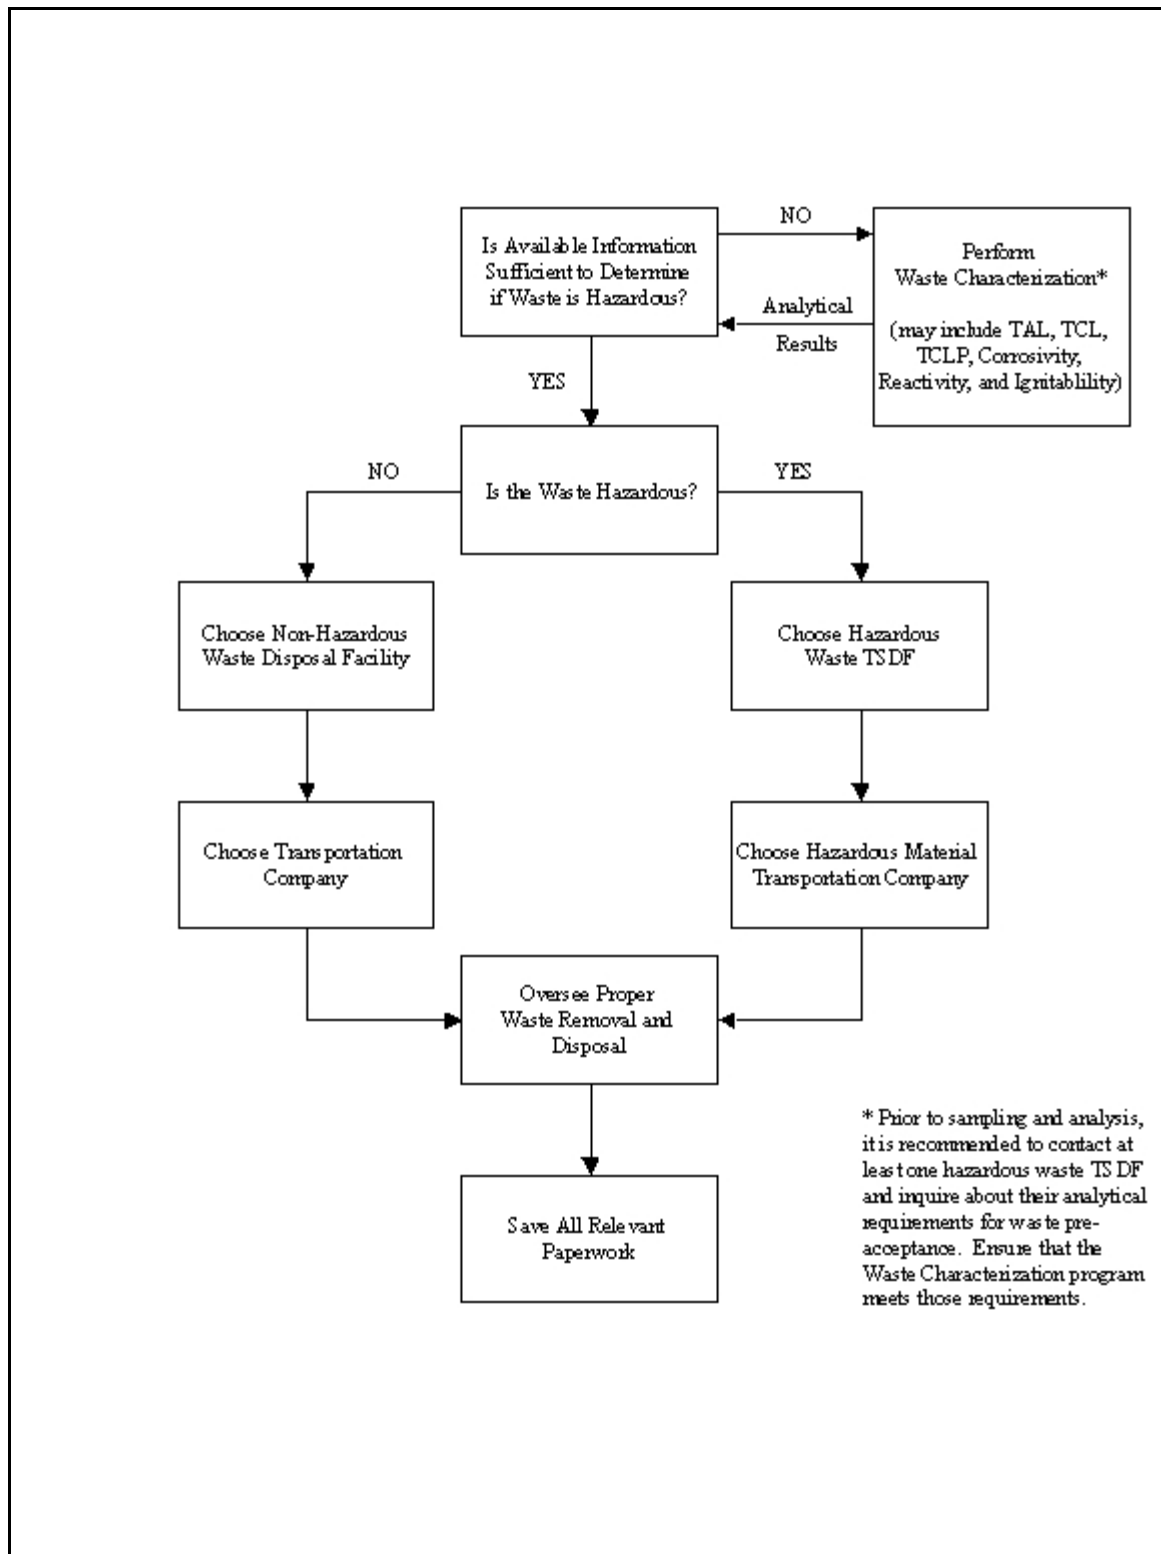 NO
Is Available Information
Sufficient to Determine
if Waste is Hazardous?
Perform
Waste Characterization*
Analytical
Results
(may include TAL, TCL,
TCLP, Corrosivity,
Reactivity, and Ignitablility)
YES
NO
YES
Is the Waste Hazardous?
Choose Non-Hazardous
Waste Disposal Facility
Choose Hazardous
Waste TSDF
Choose Transportation
Company
Choose Hazardous Material
Transportation Company
Oversee Proper
Waste Removal and
Disposal
* Prior to sampling and analysis,
it is recommended to contact at
least one hazardous waste TSDF
and inquire about their analytical
requirements for waste pre-
acceptance. Ensure that the
Waste Characterization program
meets those requirements.
Save All Relevant
Paperwork